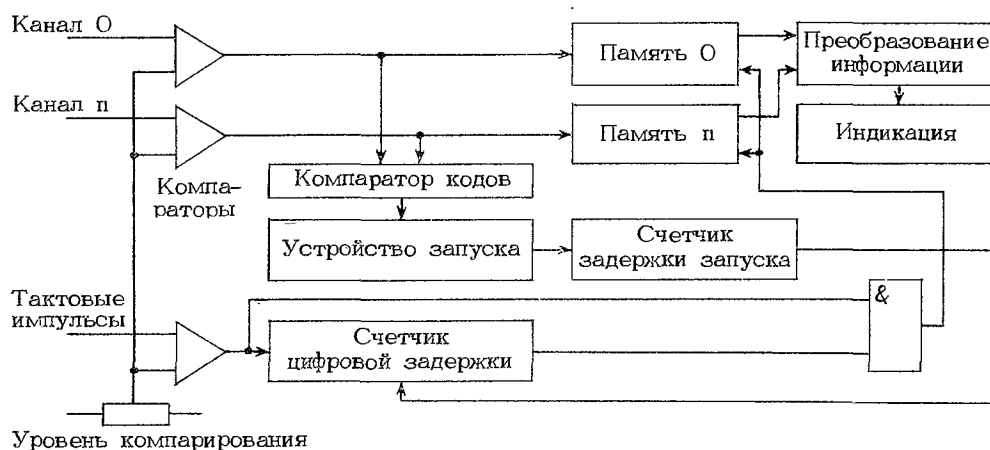 Канал 0
Память 0
Преобразование
информации
Канал n
Память n
Индикация
Компа-
раторы
Компаратор кодов
Устройство запуска
Счетчик
задержки запуска
Тактовые
импульсы
&
Счетчик
цифровой задержки
Уровень компарирования